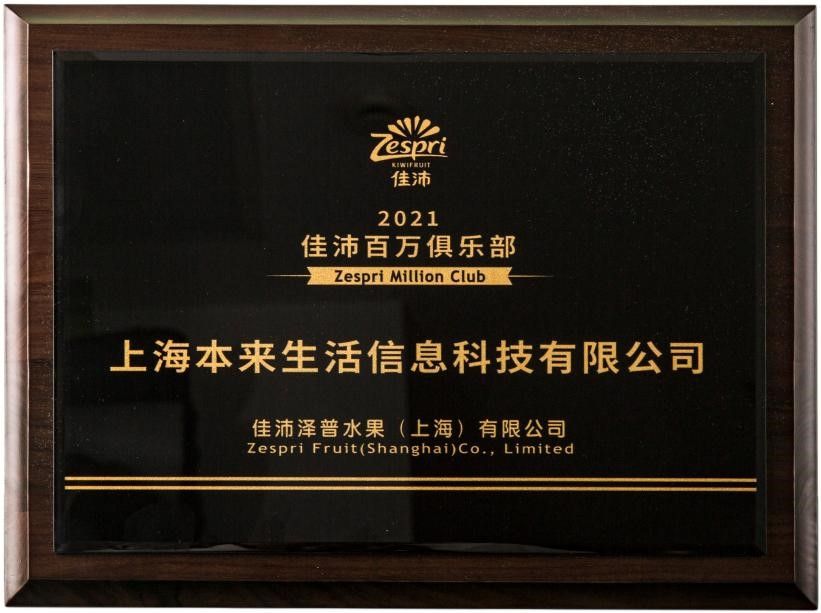 Zespri
KIWIFRUIT
佳沛
2021
佳沛百万俱乐部
Zespri Million Club
上海本来生活信息科技有限公司
佳沛泽普水果（上海）有限公司
Zespri Fruit(Shanghai)Co., Limited